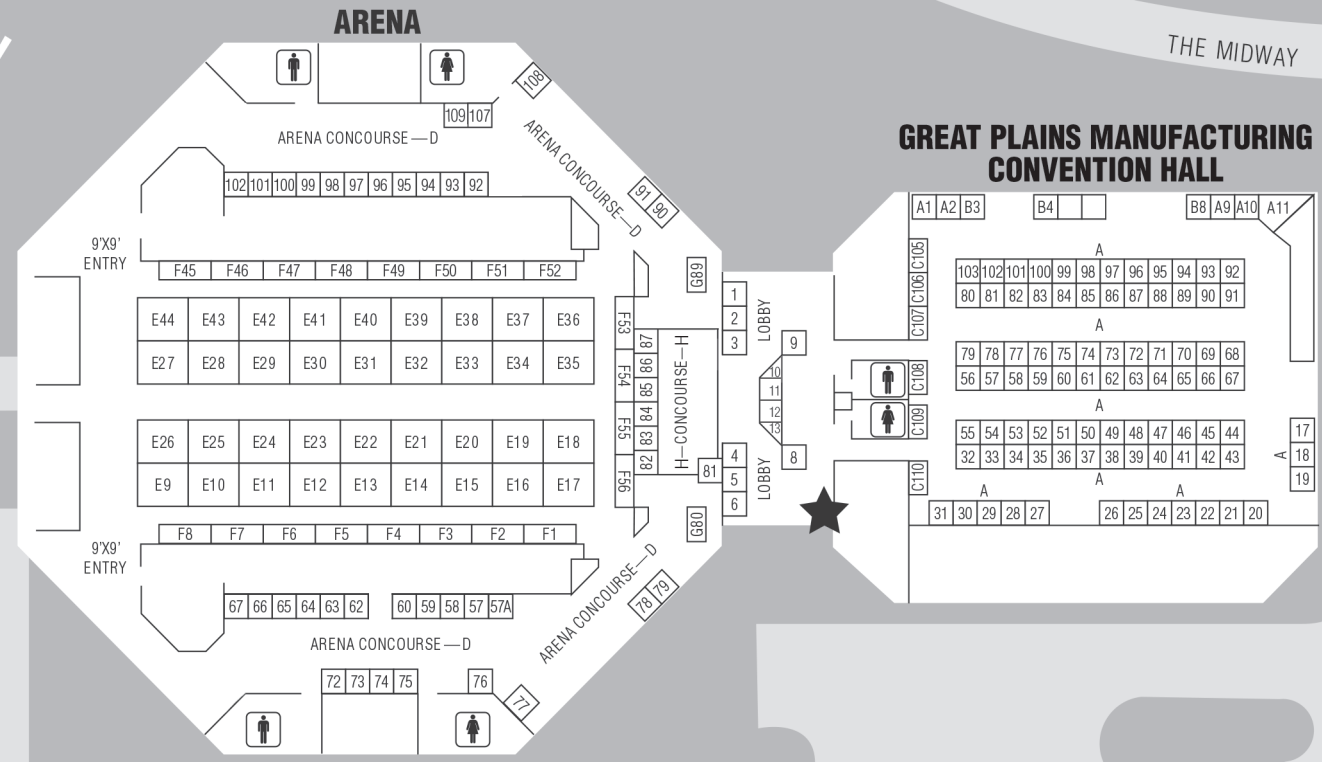 ARENA
THE MIDWAY
GREAT PLAINS MANUFACTURING
CONVENTION HALL
108
109 107
ARENA CONCOURSE — D
ARENA CONCOURSE — D
91 90
102 101 100 99 98 97 96 95 94 93 92
9'X9'
ENTRY
F45 F46 F47 F48 F49 F50 F51 F52
E44 E43 E42 E41 E40 E39 E38 E37 E36
E27 E28 E29 E30 E31 E32 E33 E34 E35
E26 E25 E24 E23 E22 E21 E20 E19 E18
E9 E10 E11 E12 E13 E14 E15 E16 E17
F8 F7 F6 F5 F4 F3 F2 F1
9'X9'
ENTRY
67 66 65 64 63 62 60 59 58 57 57A
ARENA CONCOURSE — D
ARENA CONCOURSE — D
78 79
72 73 74 75
76
77
F53
F54
F55
F56
87
86
85
84
83
82
H—CONCOURSE—H
81
G89
G80
1
2
3
LOBBY
4
5
6
LOBBY
9
10
11
12
13
8
A1 A2 B3 B4 B8 A9 A10 A11
C105
C106
C107
C108
C109
C110
A
103 102 101 100 99 98 97 96 95 94 93 92
80 81 82 83 84 85 86 87 88 89 90 91
A
79 78 77 76 75 74 73 72 71 70 69 68
56 57 58 59 60 61 62 63 64 65 66 67
A
55 54 53 52 51 50 49 48 47 46 45 44
32 33 34 35 36 37 38 39 40 41 42 43
A
A
A
31 30 29 28 27 26 25 24 23 22 21 20
A
17
18
19